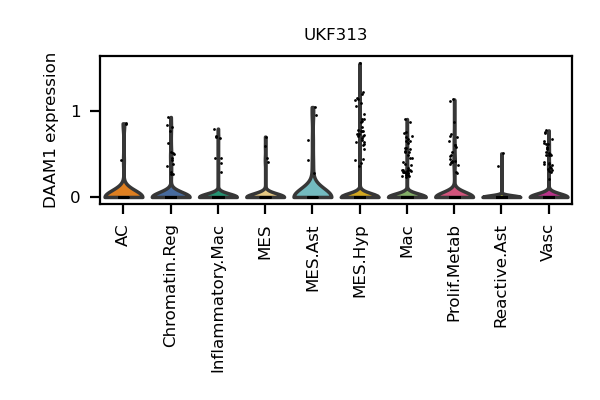 UKF313
DAAM1 expression
1
0
AC
Chromatin.Reg
Inflammatory.Mac
MES
MES.Ast
MES.Hyp
Mac
Prolif.Metab
Reactive.Ast
Vasc